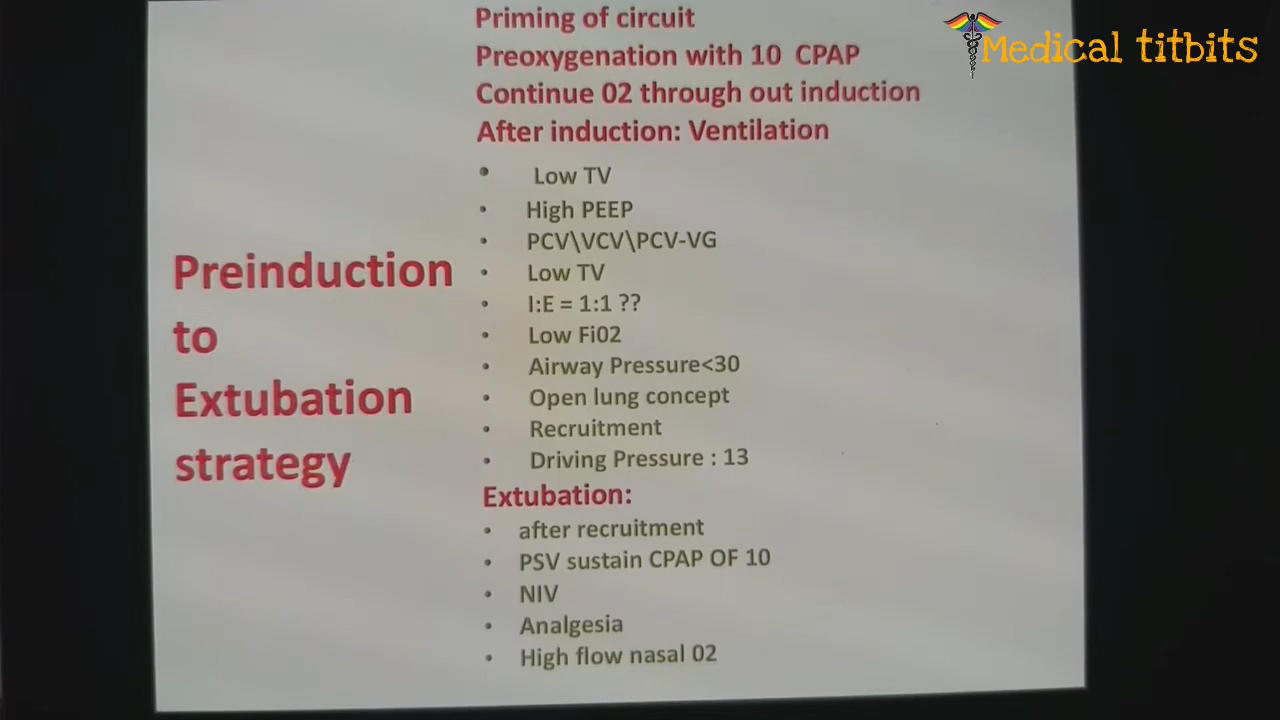 Medical titbits
Priming of circuit
Preoxygenation with 10 CPAP
Continue 02 through out induction
After induction: Ventilation
• Low TV
• High PEEP
• PCV\VCV\PCV-VG
• Low TV
• I:E = 1:1 ??
• Low Fi02
• Airway Pressure<30
• Open lung concept
• Recruitment
• Driving Pressure : 13
Extubation:
• after recruitment
• PSV sustain CPAP OF 10
• NIV
• Analgesia
• High flow nasal 02
Preinduction
to
Extubation
strategy